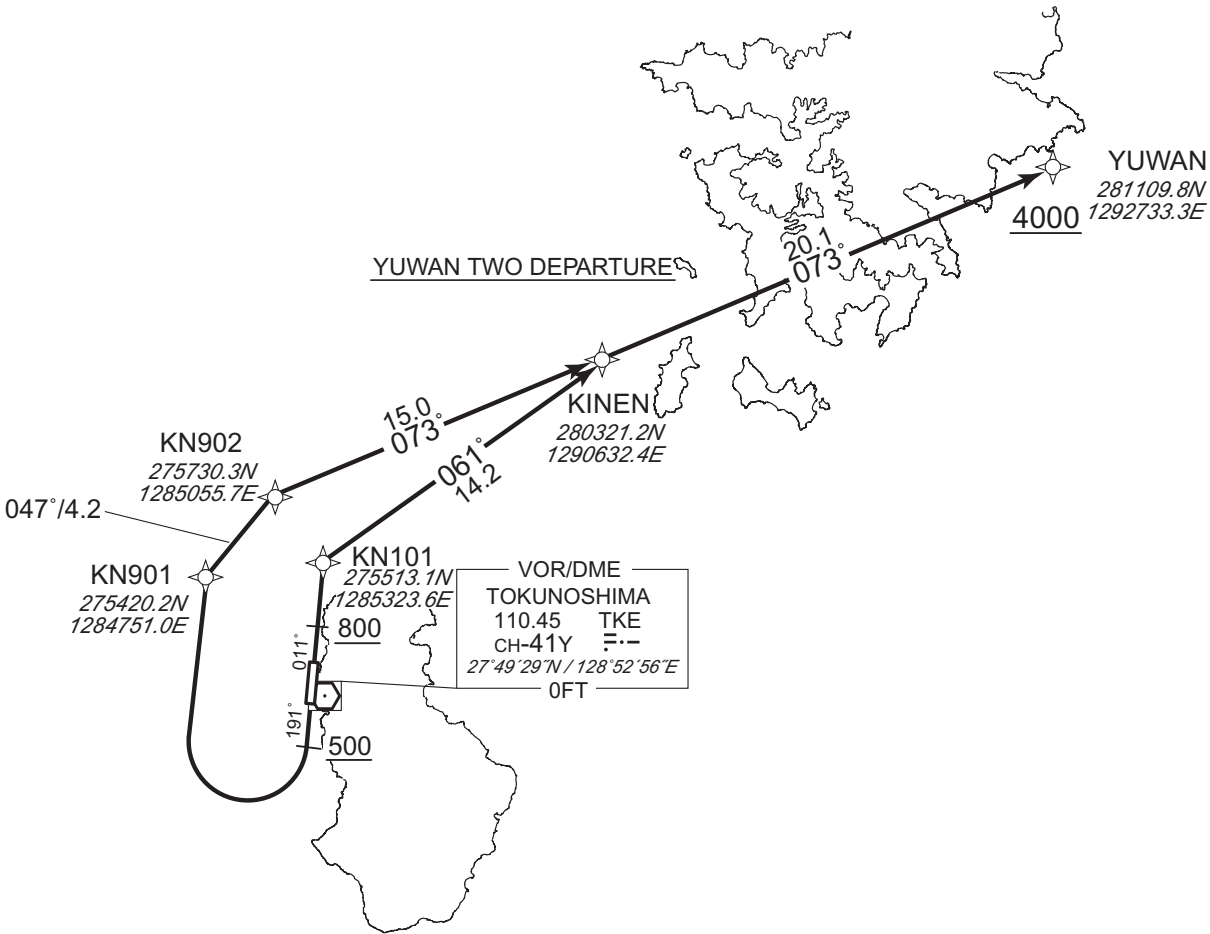 YUWAN
281109.8N
1292733.3E
4000
20.1
073°
YUWAN TWO DEPARTURE
KINEN
280321.2N
1290632.4E
15.0
073°
061°
14.2
KN902
275730.3N
1285055.7E
047°/4.2
KN901
275420.2N
1284751.0E
KN101
275513.1N
1285323.6E
800
011°
191°
500
VOR/DME
TOKUNOSHIMA
110.45 TKE
CH-41Y
27°49´29˝N / 128°52´56˝E
0FT